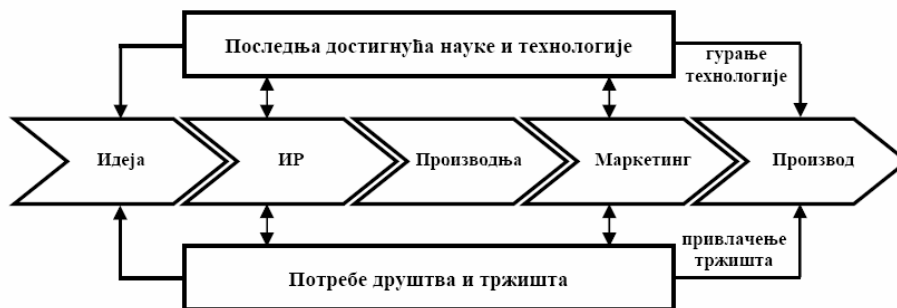 Последња достигнућа науке и технологије
гурање
технологије
Идеја
ИР
Производња
Маркетинг
Производ
привлачење
тржишта
Потребе друштва и тржишта